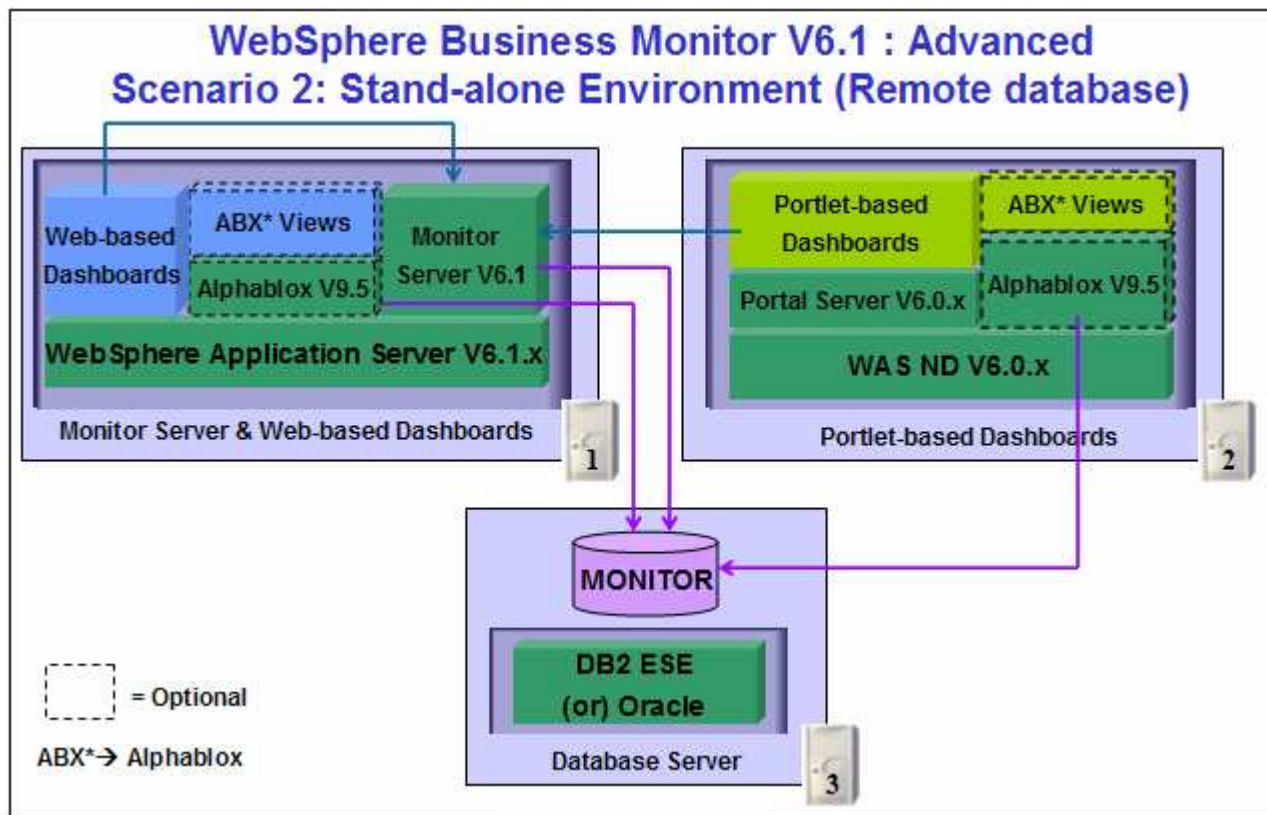 WebSphere Business Monitor V6.1 : Advanced
Scenario 2: Stand-alone Environment (Remote database)
Web-based
Dashboards
ABX* Views
Alphablox V9.5
Monitor
Server V6.1
WebSphere Application Server V6.1.x
Monitor Server & Web-based Dashboards
1
Portlet-based
Dashboards
ABX* Views
Portal Server V6.0.x
Alphablox V9.5
WAS ND V6.0.x
Portlet-based Dashboards
2
MONITOR
DB2 ESE
(or) Oracle
Database Server
3
= Optional
ABX*→ Alphablox